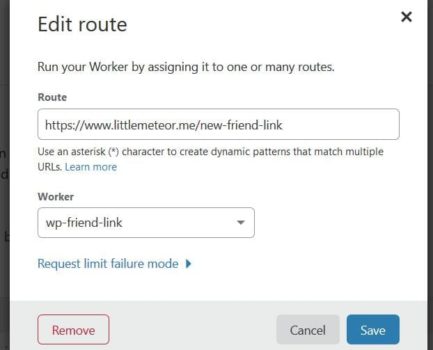 Edit route
Run your Worker by assigning it to one or many routes.
Route
https://www.littlemeteor.me/new-friend-link
Use an asterisk (*) character to create dynamic patterns that match multiple
URLs. Learn more
Worker
wp-friend-link
Request limit failure mode
Remove
Cancel
Save